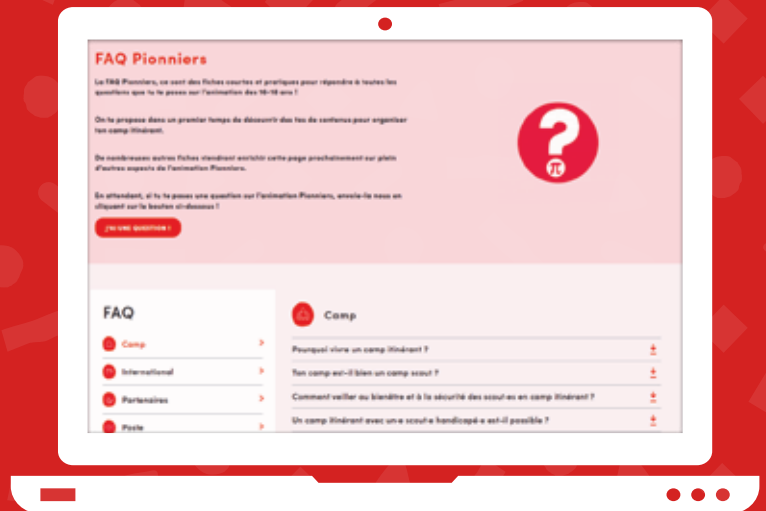 FAQ Pionniers
La FAQ Pionniers, ce sont des fiches courtes et pratiques pour répondre à toutes les
questions que tu te poses sur l'animation des 16-18 ans !
On te propose dans un premier temps de découvrir des tas de contenus pour organiser
ton camp itinérant.
De nombreuses autres fiches viendront enrichir cette page prochainement sur pleins
d'autres aspects de l'animation Pionniers.
En attendant, si tu te poses une question sur l'animation Pionniers, envoie-la nous en
cliquant sur le bouton ci-dessous !
J'AI UNE QUESTION !
?
π
FAQ
Camp
International
Partenaires
Poste
Camp
Pourquoi vivre un camp itinérant ?
Ton camp est-il bien un camp scout ?
Comment veiller au bienêtre et à la sécurité des scout·es en camp itinérant ?
Un camp itinérant avec un·e scout·e handicapé·e est-il possible ?